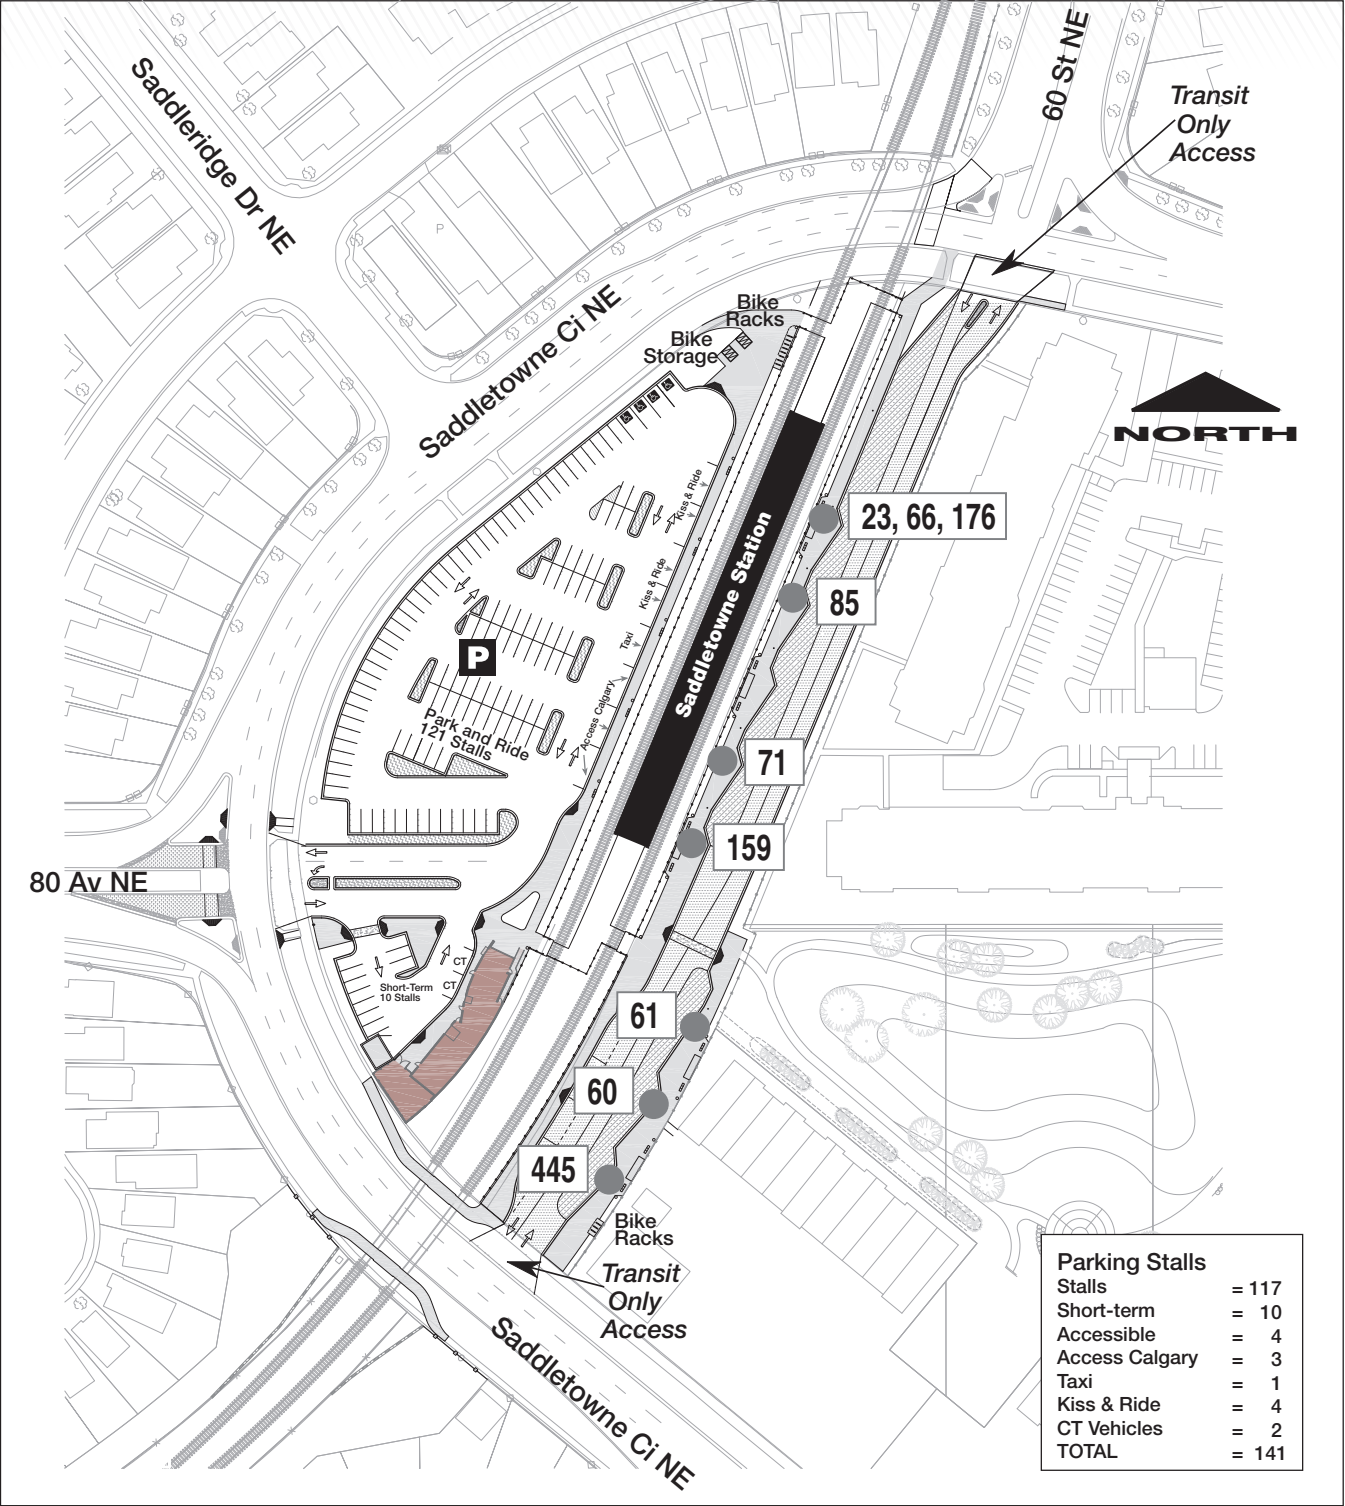 Saddleridge Dr NE
60 St NE
Transit
Only
Access
Saddletowne Ci NE
Bike
Racks
Bike
Storage
NORTH
Kiss & Ride
Kiss & Ride
Taxi
Access Calgary
Saddletowne Station
23, 66, 176
85
71
159
P
P
Park and Ride
121 Stalls
80 Av NE
CT
CT
Short-Term
10 Stalls
61
60
445
Bike
Racks
Transit
Only
Access
Saddletowne Ci NE
Parking Stalls
Stalls = 117
Short-term = 10
Accessible = 4
Access Calgary = 3
Taxi = 1
Kiss & Ride = 4
CT Vehicles = 2
TOTAL = 141